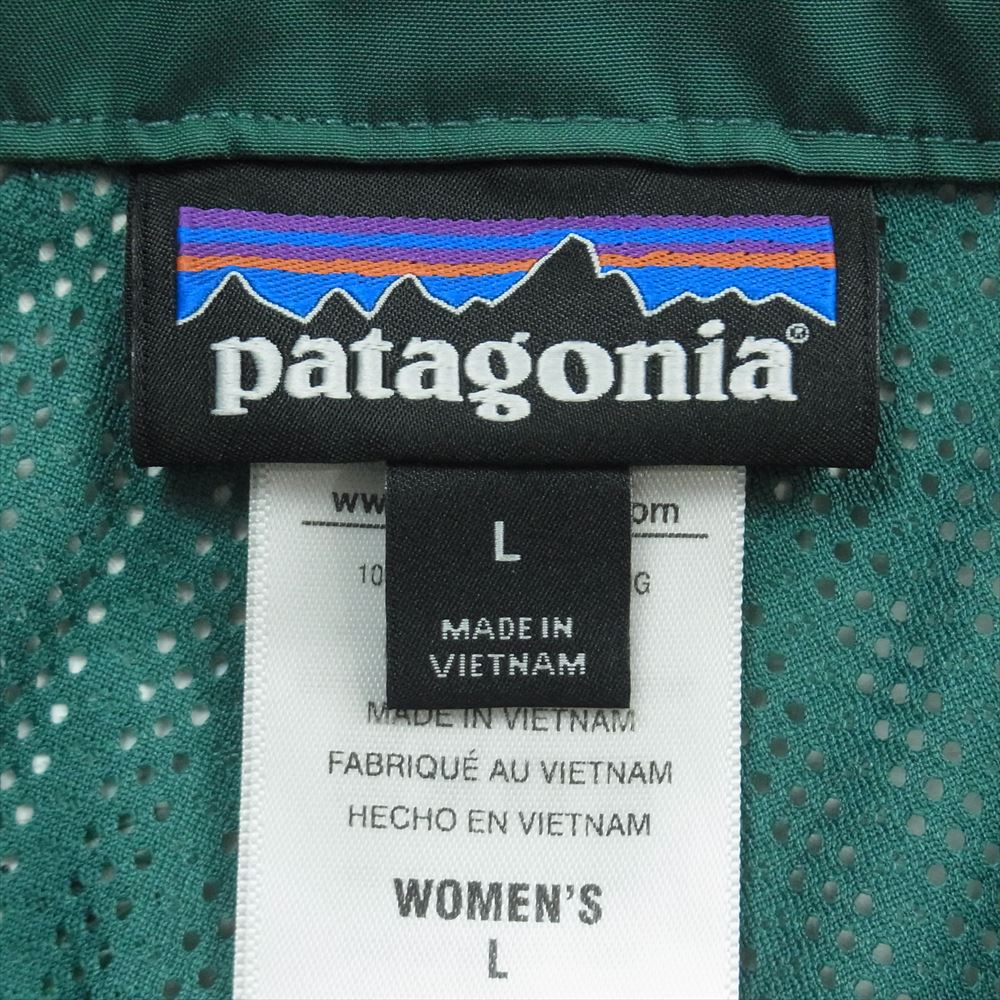 patagonia®
L
MADE IN
VIETNAM
MADE IN VIETNAM
FABRIQUÉ AU VIETNAM
HECHO EN VIETNAM
WOMEN'S
L